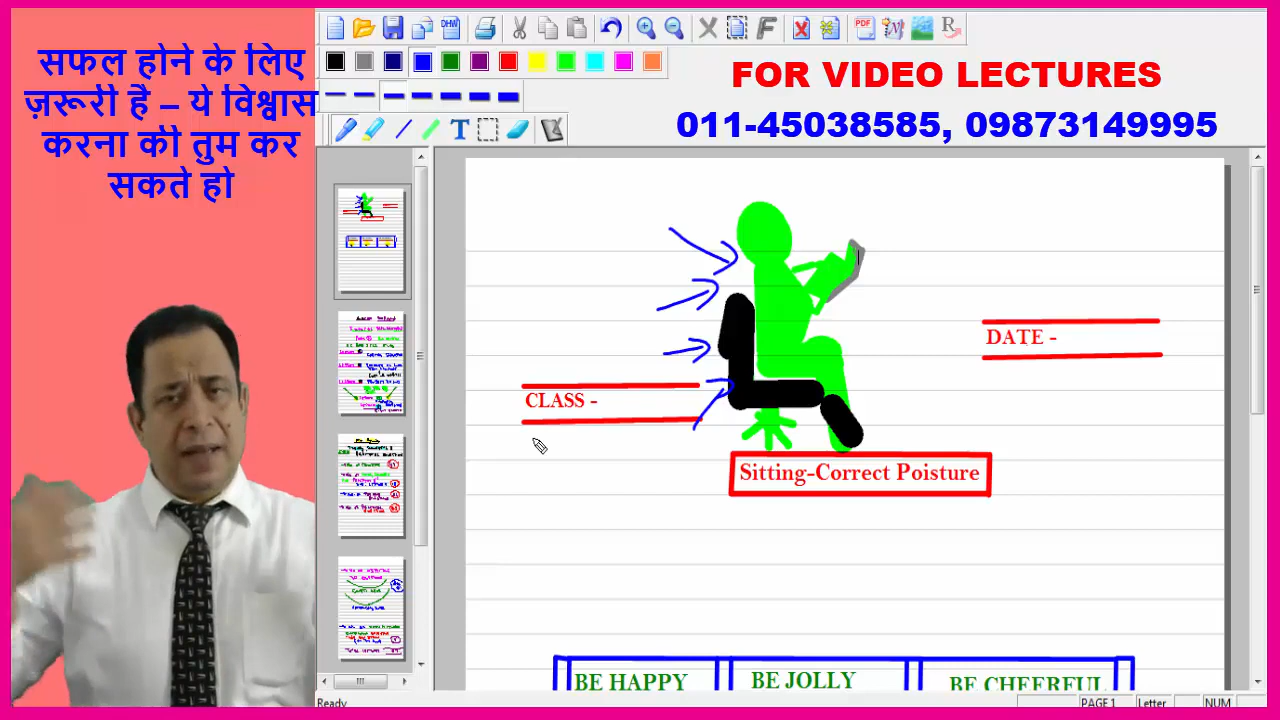 सफल होने के लिए
ज़रूरी है – ये विश्वास
करना की तुम कर
सकते हो
FOR VIDEO LECTURES
011-45038585, 09873149995
DATE -
CLASS -
Sitting-Correct Poisture
BE HAPPY
BE JOLLY
BE CHEERFUL
Ready
PAGE 1
Letter
NUM